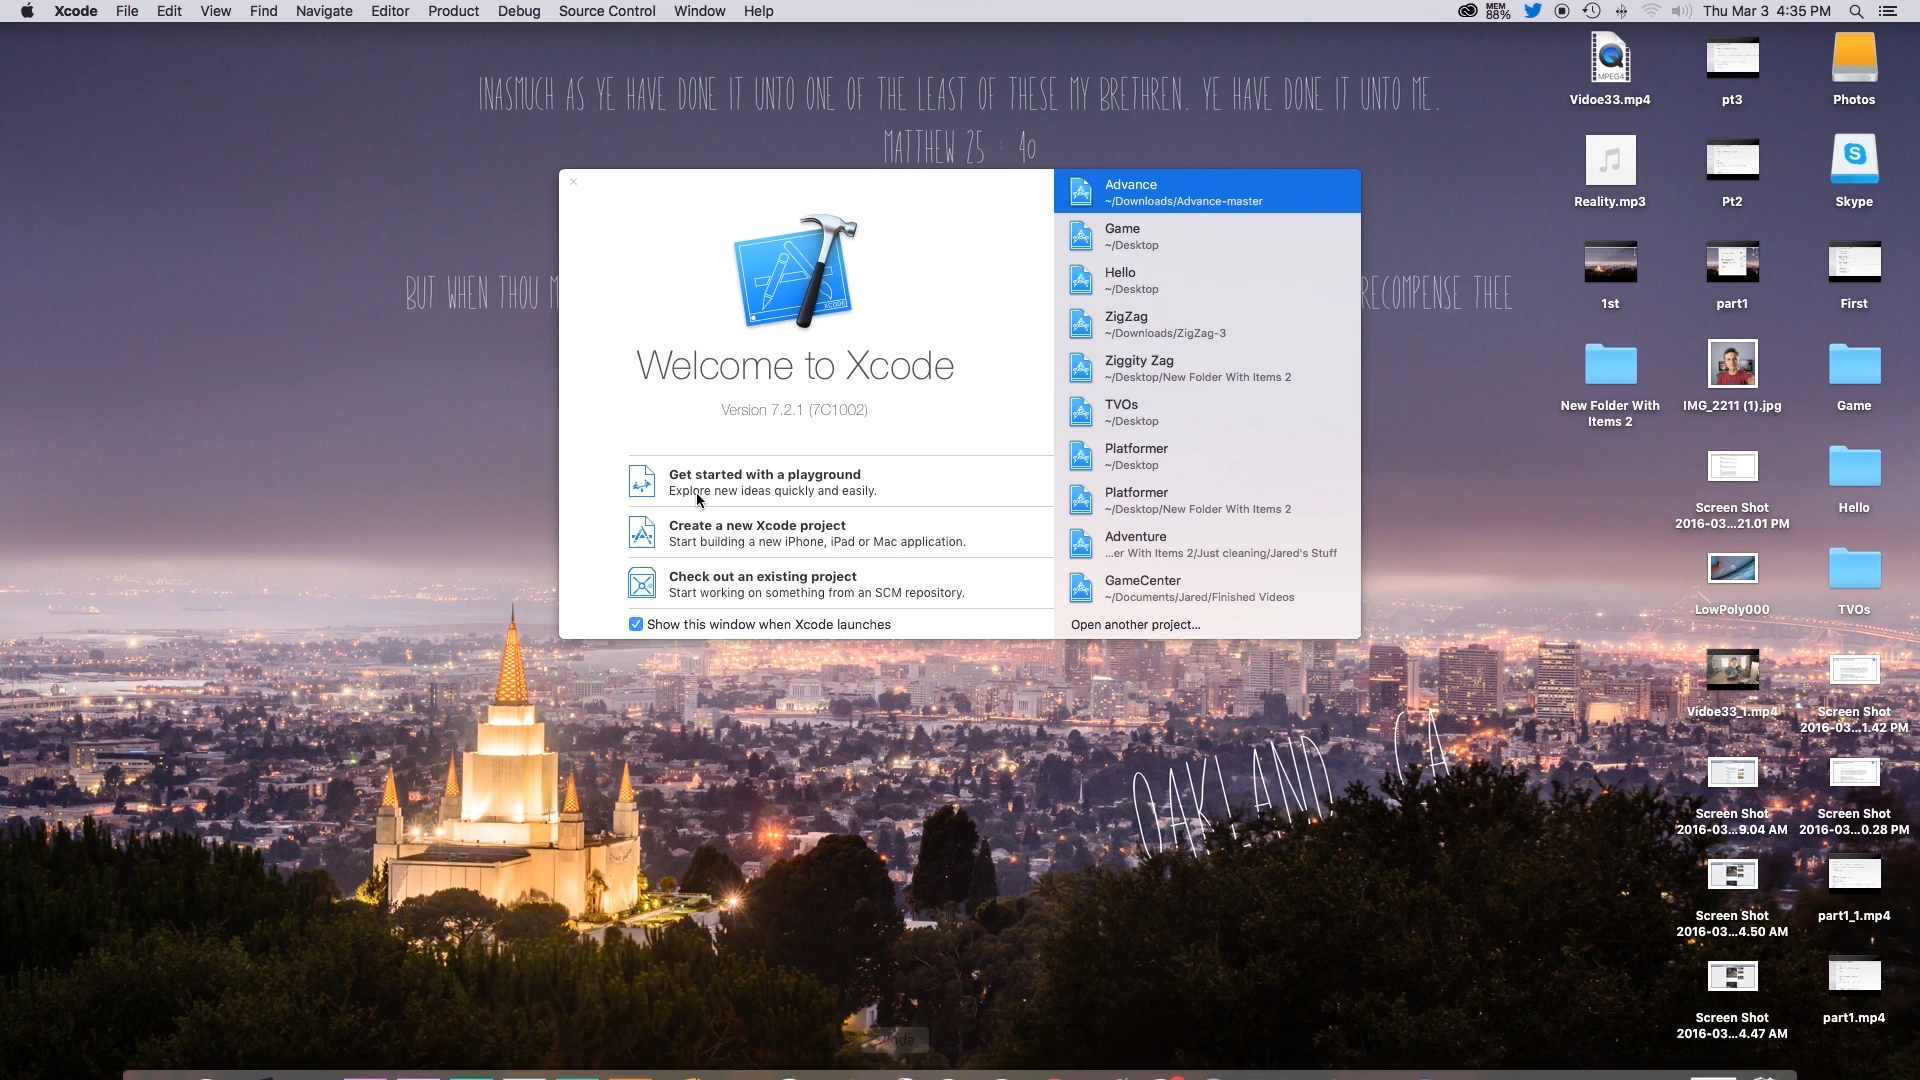 Xcode File Edit View Find Navigate Editor Product Debug Source Control Window Help
MEM 88% Thu Mar 3 4:35 PM
INASMUCH AS YE HAVE DONE IT UNTO ONE OF THE LEAST OF THESE MY BRETHREN. YE HAVE DONE IT UNTO ME.
MATTHEW 25 : 40
BUT WHEN THOU
RECOMPENSE THEE
XCODE
Welcome to Xcode
Version 7.2.1 (7C1002)
Get started with a playground
Explore new ideas quickly and easily.
Create a new Xcode project
Start building a new iPhone, iPad or Mac application.
Check out an existing project
Start working on something from an SCM repository.
Show this window when Xcode launches
Advance
~/Downloads/Advance-master
Game
~/Desktop
Hello
~/Desktop
ZigZag
~/Downloads/ZigZag-3
Ziggity Zag
~/Desktop/New Folder With Items 2
TVOs
~/Desktop
Platformer
~/Desktop
Platformer
~/Desktop/New Folder With Items 2
Adventure
...er With Items 2/Just cleaning/Jared's Stuff
GameCenter
~/Documents/Jared/Finished Videos
Open another project...
OAKLAND CA
MPEG4
Vidoe33.mp4
pt3
Photos
Reality.mp3
Pt2
Skype
1st
part1
First
New Folder With
Items 2
IMG_2211 (1).jpg
Game
Screen Shot
2016-03...21.01 PM
Hello
LowPoly000
TVOs
Vidoe33_1.mp4
Screen Shot
2016-03...1.42 PM
Screen Shot
2016-03...9.04 AM
Screen Shot
2016-03...0.28 PM
Screen Shot
2016-03...4.50 AM
part1_1.mp4
Screen Shot
2016-03...4.47 AM
part1.mp4